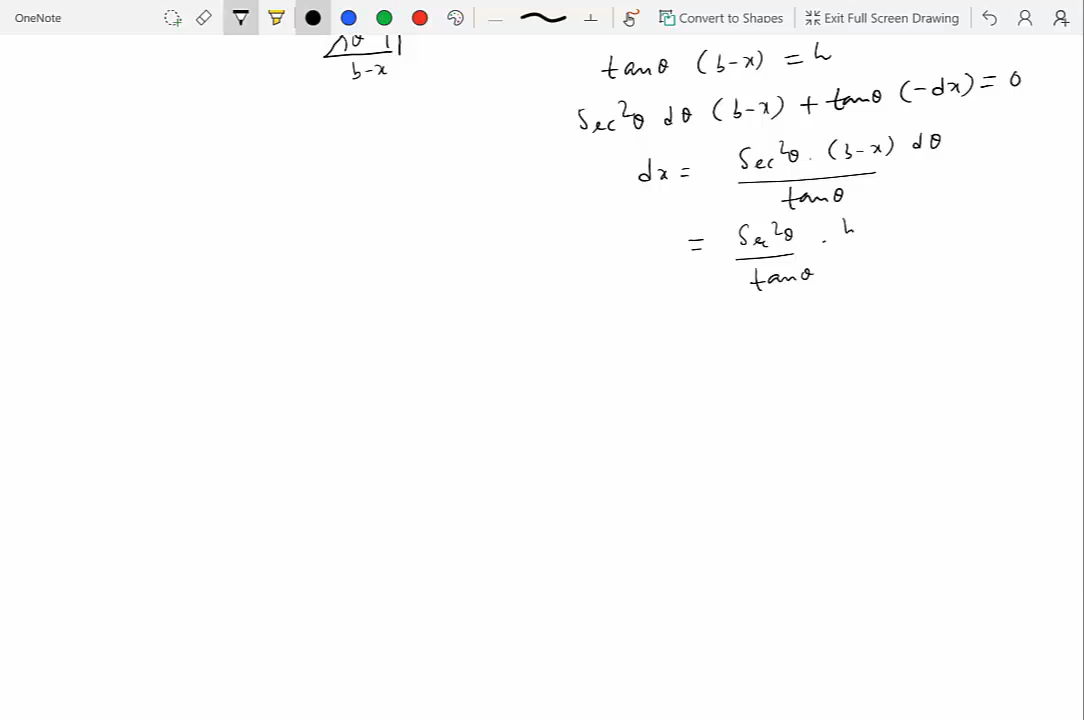 OneNote
Convert to Shapes
Exit Full Screen Drawing
θ
b-x
tanθ (b-x) = h
Sec²θ dθ (b-x) + tanθ (-dx) = 0
dx = Sec²θ . (b-x) dθ
tanθ
= Sec²θ . h
tanθ